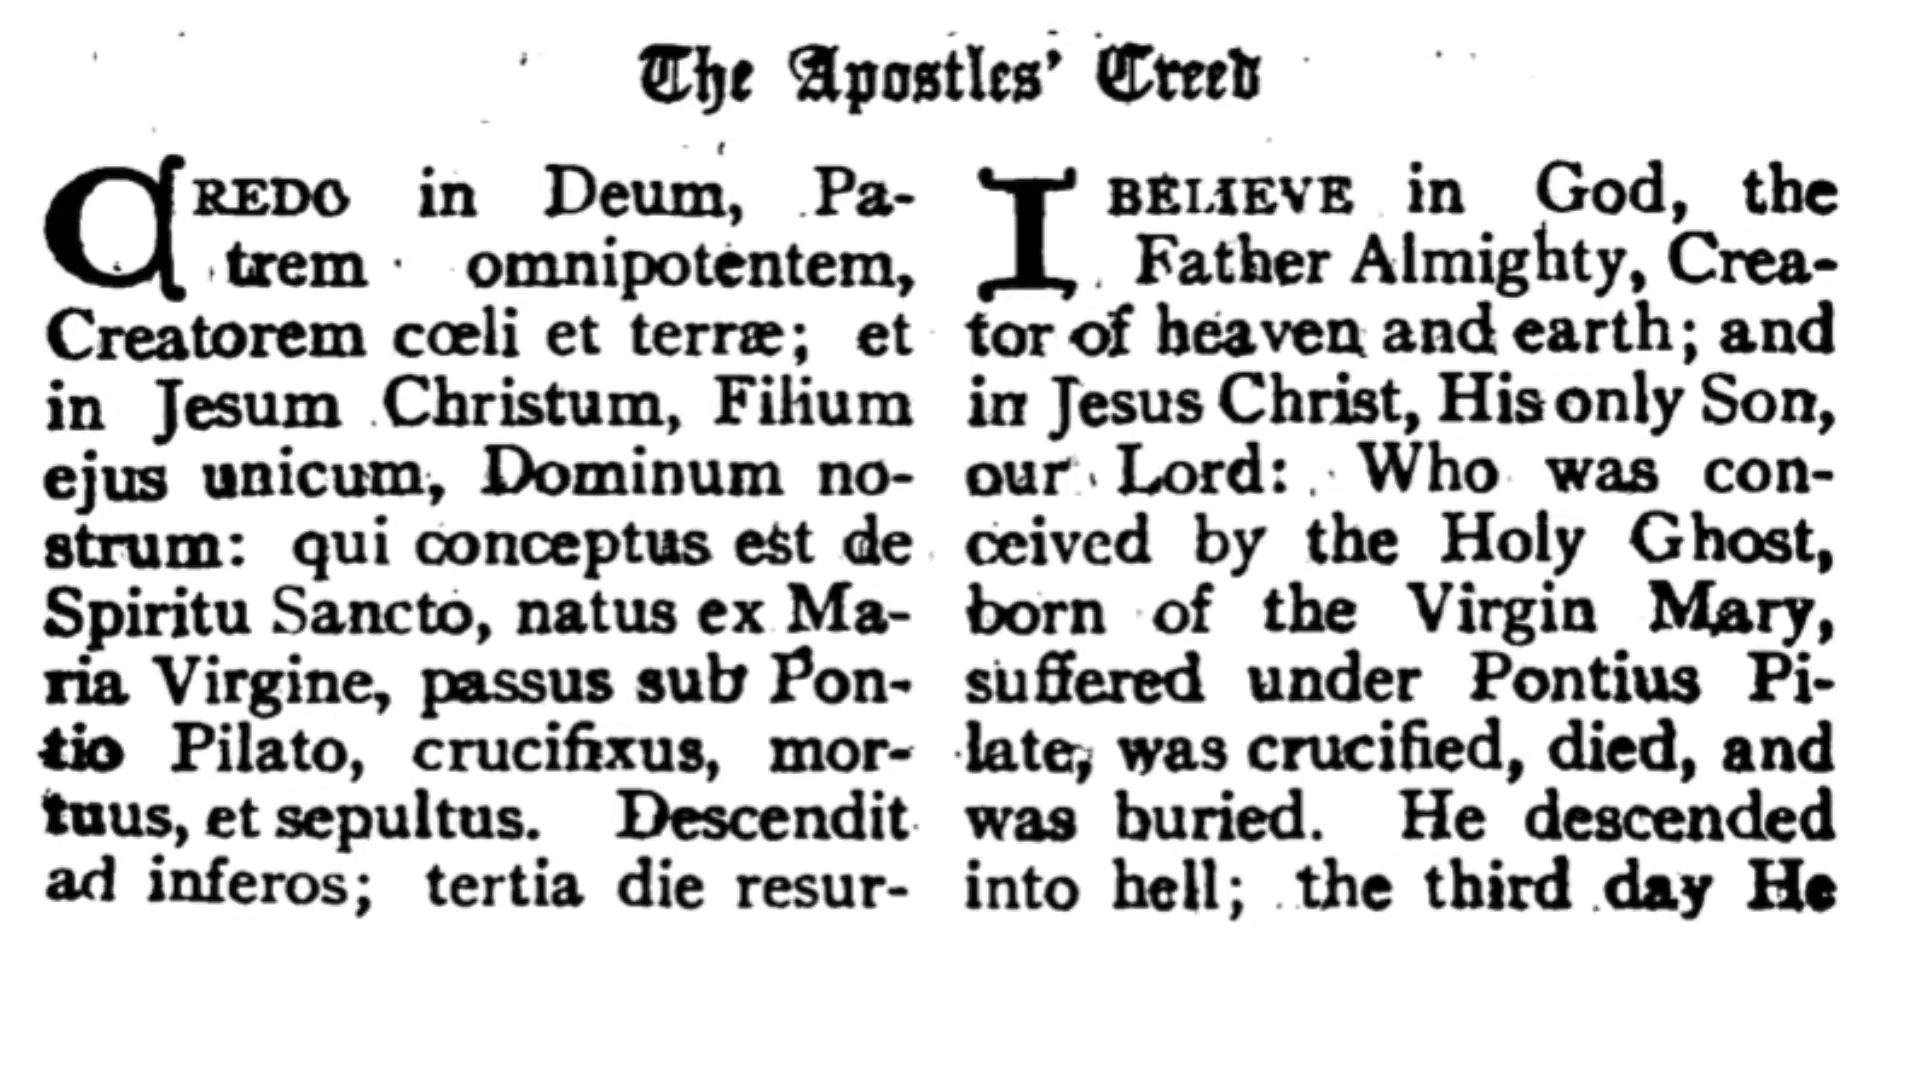 The Apostles' Creed
CREDO in Deum, Pa-
trem omnipotentem,
Creatorem cœli et terræ; et
in Jesum Christum, Filium
ejus unicum, Dominum no-
strum: qui conceptus est de
Spiritu Sancto, natus ex Ma-
ria Virgine, passus sub Pon-
tio Pilato, crucifixus, mor-
tuus, et sepultus. Descendit
ad inferos; tertia die resur-
I BELIEVE in God, the
Father Almighty, Crea-
tor of heaven and earth; and
in Jesus Christ, His only Son,
our Lord: Who was con-
ceived by the Holy Ghost,
born of the Virgin Mary,
suffered under Pontius Pi-
late, was crucified, died, and
was buried. He descended
into hell; the third day He